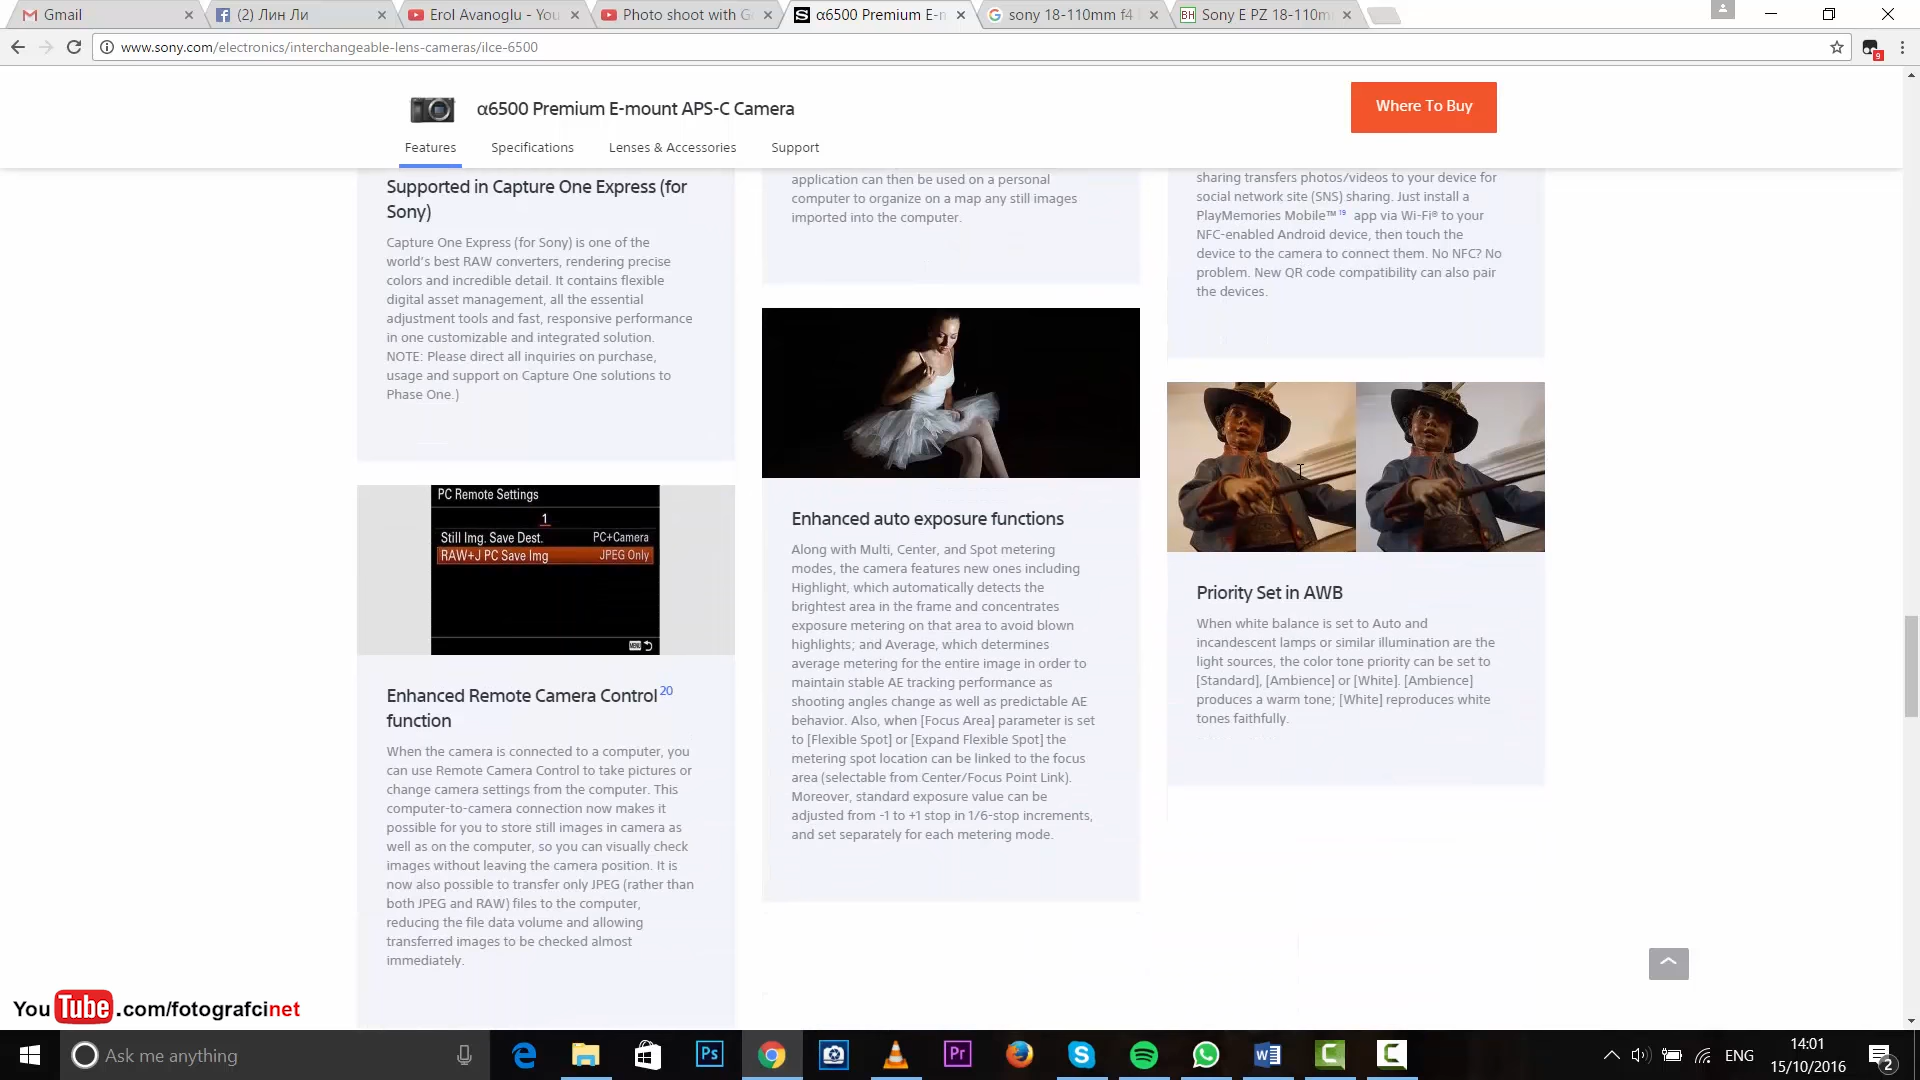 Gmail
(2) Лин Ли
Erol Avanoglu - You
Photo shoot with G
α6500 Premium E-m
sony 18-110mm f4
BH Sony E PZ 18-110m
www.sony.com/electronics/interchangeable-lens-cameras/ilce-6500
9
α6500 Premium E-mount APS-C Camera
Where To Buy
Features
Specifications
Lenses & Accessories
Support
Supported in Capture One Express (for
Sony)
Capture One Express (for Sony) is one of the
world's best RAW converters, rendering precise
colors and incredible detail. It contains flexible
digital asset management, all the essential
adjustment tools and fast, responsive performance
in one customizable and integrated solution.
NOTE: Please direct all inquiries on purchase,
usage and support on Capture One solutions to
Phase One.)
PC Remote Settings
1
Still Img. Save Dest. PC+Camera
RAW+J PC Save Img JPEG Only
MENU
Enhanced Remote Camera Control 20
function
When the camera is connected to a computer, you
can use Remote Camera Control to take pictures or
change camera settings from the computer. This
computer-to-camera connection now makes it
possible for you to store still images in camera as
well as on the computer, so you can visually check
images without leaving the camera position. It is
now also possible to transfer only JPEG (rather than
both JPEG and RAW) files to the computer,
reducing the file data volume and allowing
transferred images to be checked almost
immediately.
application can then be used on a personal
computer to organize on a map any still images
imported into the computer.
Enhanced auto exposure functions
Along with Multi, Center, and Spot metering
modes, the camera features new ones including
Highlight, which automatically detects the
brightest area in the frame and concentrates
exposure metering on that area to avoid blown
highlights; and Average, which determines
average metering for the entire image in order to
maintain stable AE tracking performance as
shooting angles change as well as predictable AE
behavior. Also, when [Focus Area] parameter is set
to [Flexible Spot] or [Expand Flexible Spot] the
metering spot location can be linked to the focus
area (selectable from Center/Focus Point Link).
Moreover, standard exposure value can be
adjusted from -1 to +1 stop in 1/6-stop increments,
and set separately for each metering mode.
sharing transfers photos/videos to your device for
social network site (SNS) sharing. Just install a
PlayMemories Mobile™ 19 app via Wi-Fi® to your
NFC-enabled Android device, then touch the
device to the camera to connect them. No NFC? No
problem. New QR code compatibility can also pair
the devices.
Priority Set in AWB
When white balance is set to Auto and
incandescent lamps or similar illumination are the
light sources, the color tone priority can be set to
[Standard], [Ambience] or [White]. [Ambience]
produces a warm tone; [White] reproduces white
tones faithfully.
YouTube.com/fotografcinet
Ask me anything
Ps
Pr
ENG
14:01
15/10/2016
2